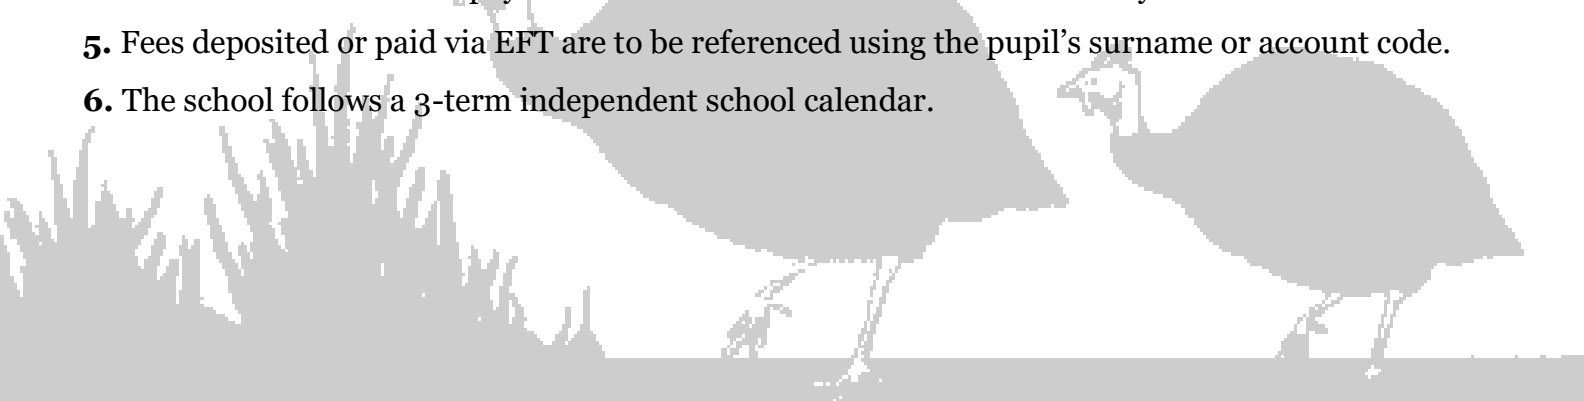 5. Fees deposited or paid via EFT are to be referenced using the pupil's surname or account code.
6. The school follows a 3-term independent school calendar.